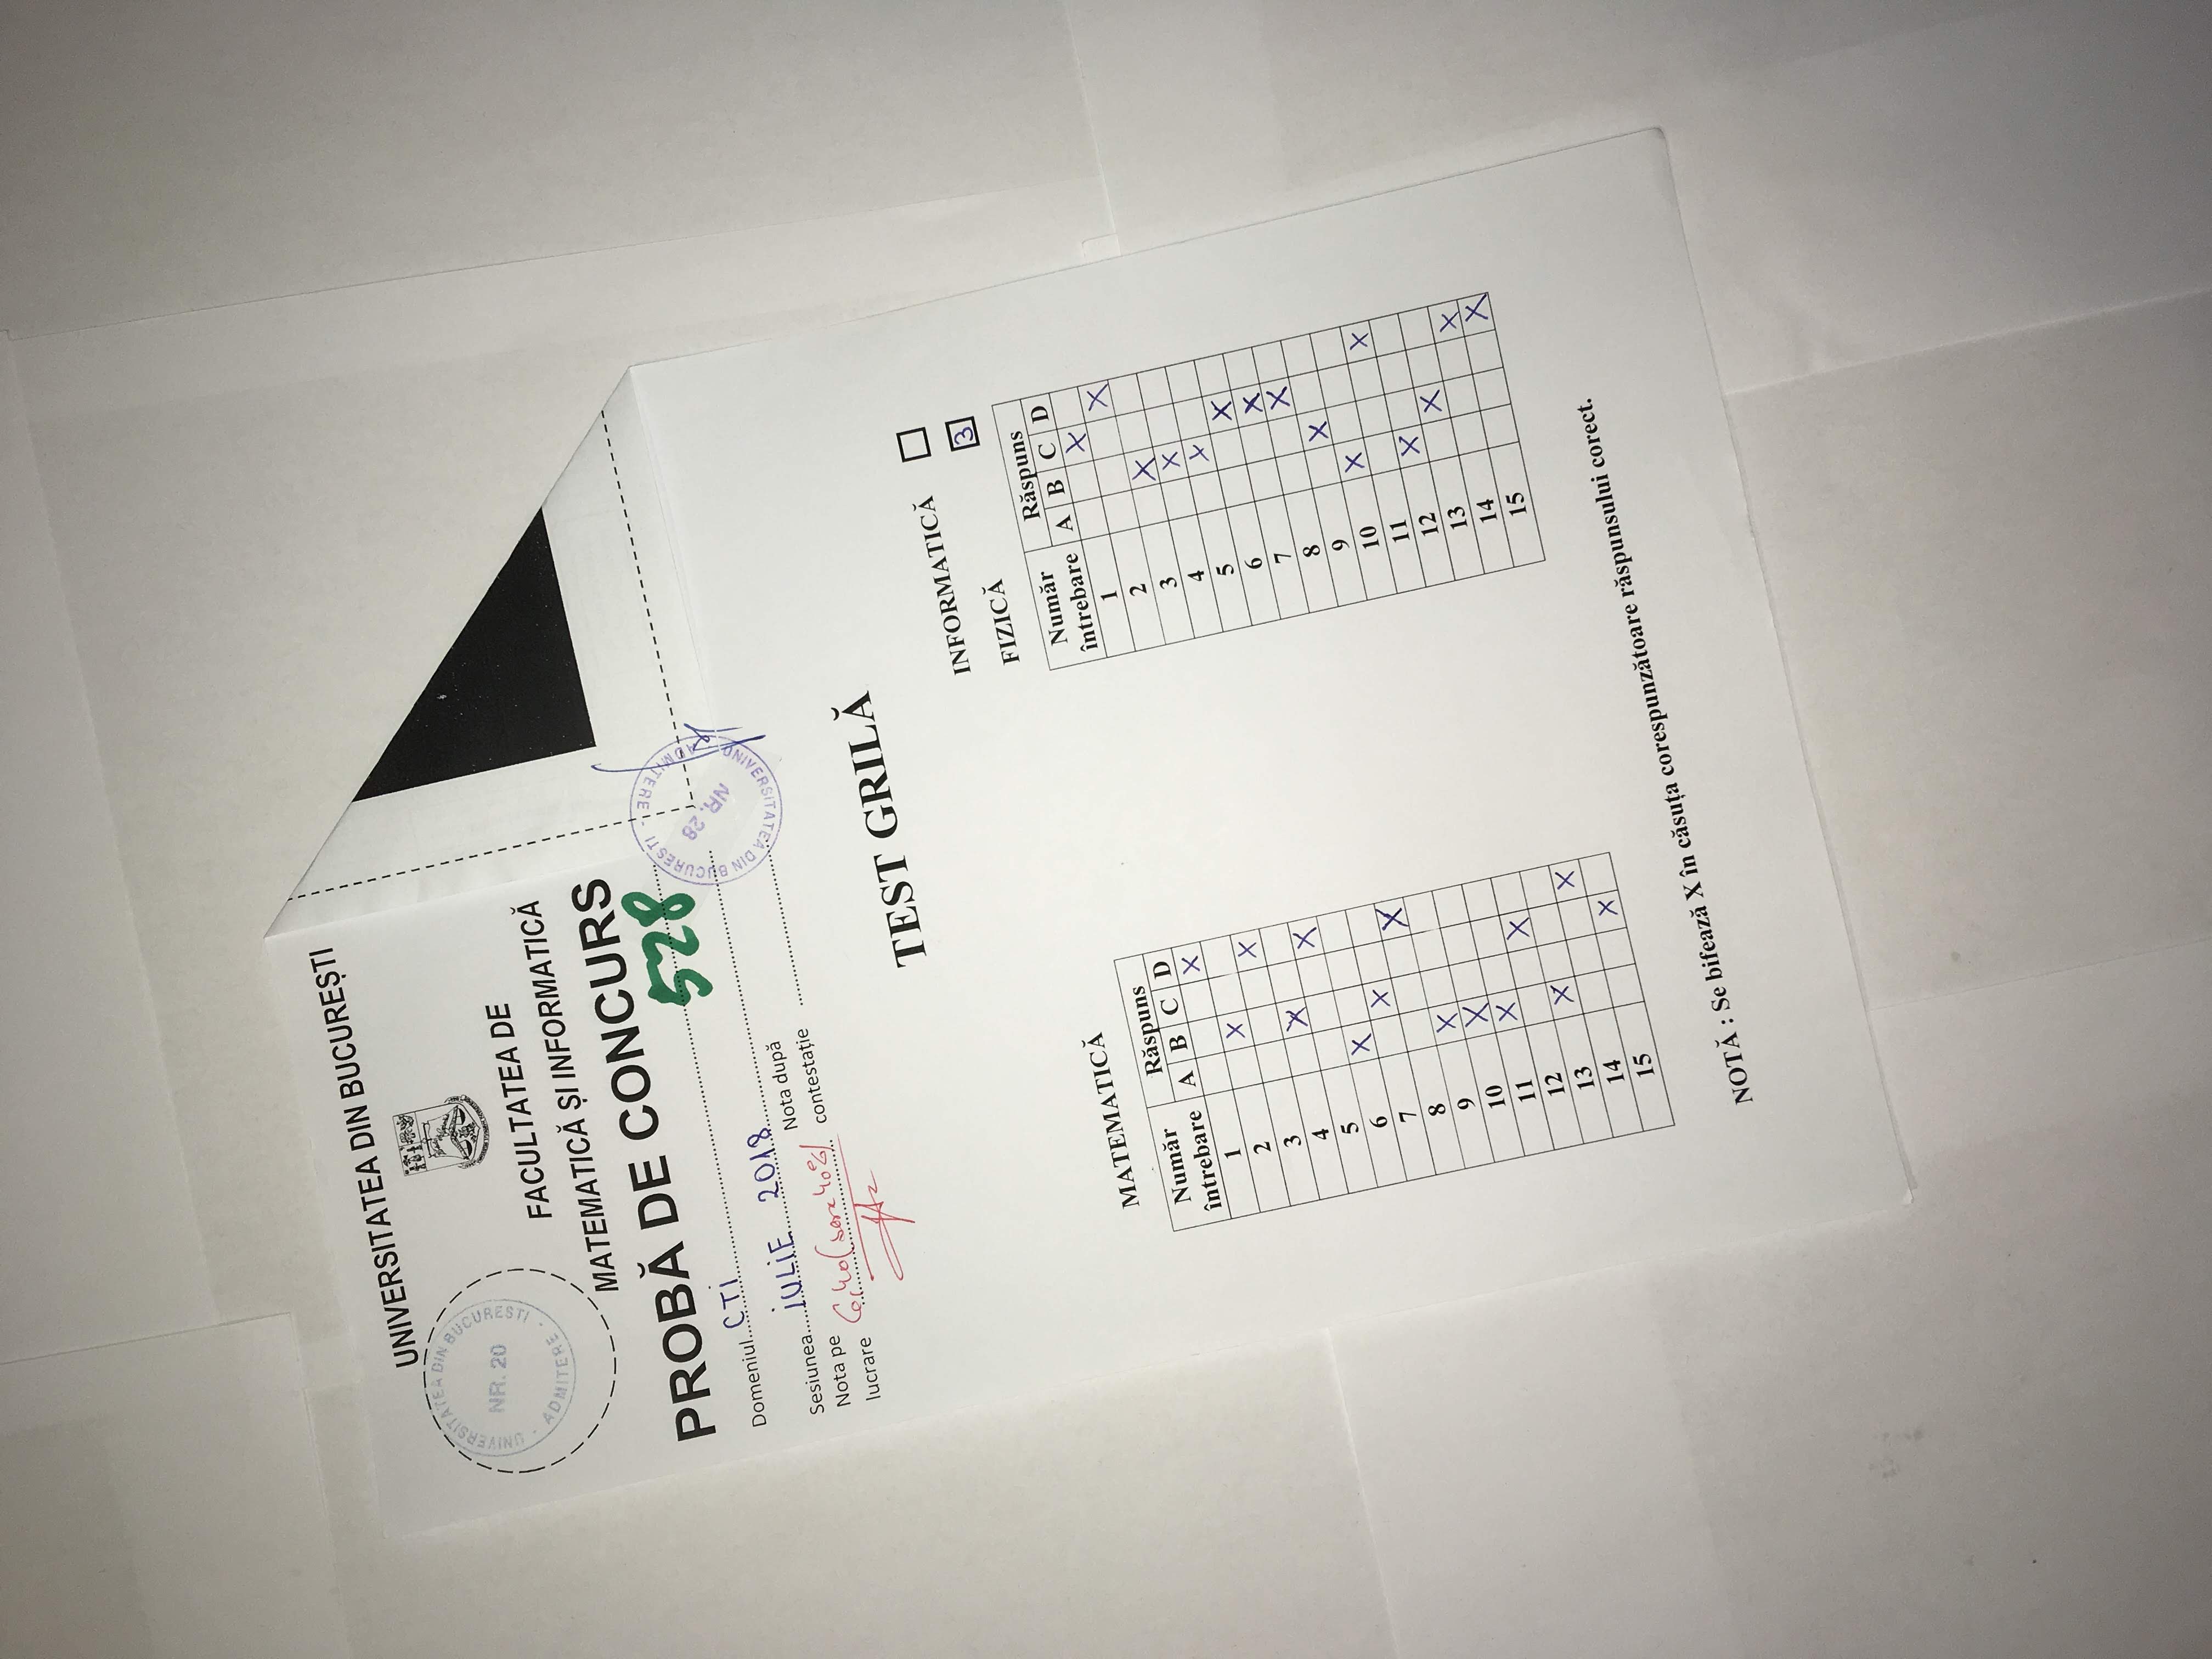 UNIVERSITATEA DIN BUCUREȘTI
UNIVERSITATEA DIN BUCURESTI · ADMITERE ·
NR. 20
FACULTATEA DE
MATEMATICĂ ȘI INFORMATICĂ
PROBĂ DE CONCURS
528
Domeniul CTI
Sesiunea IULIE 2018
Nota pe lucrare 6,40 40%
Nota după contestație
UNIVERSITATEA DIN BUCURESTI - ADMITERE
NR. 28
TEST GRILĂ
INFORMATICĂ
FIZICĂ 3
MATEMATICĂ
Număr întrebare Răspuns
A B C D
1 X
2 X
3 X
4 X
5 X
6 X
7 X
8 X
9 X
10 X
11 X
12 X
13 X
14 X
15 X
Număr întrebare Răspuns
A B C D
1 X
2 X
3 X
4 X
5 X
6 X
7 X
8 X
9 X
10 X
11 X
12 X
13 X
14 X
15 X
NOTĂ : Se bifează X în căsuța corespunzătoare răspunsului corect.